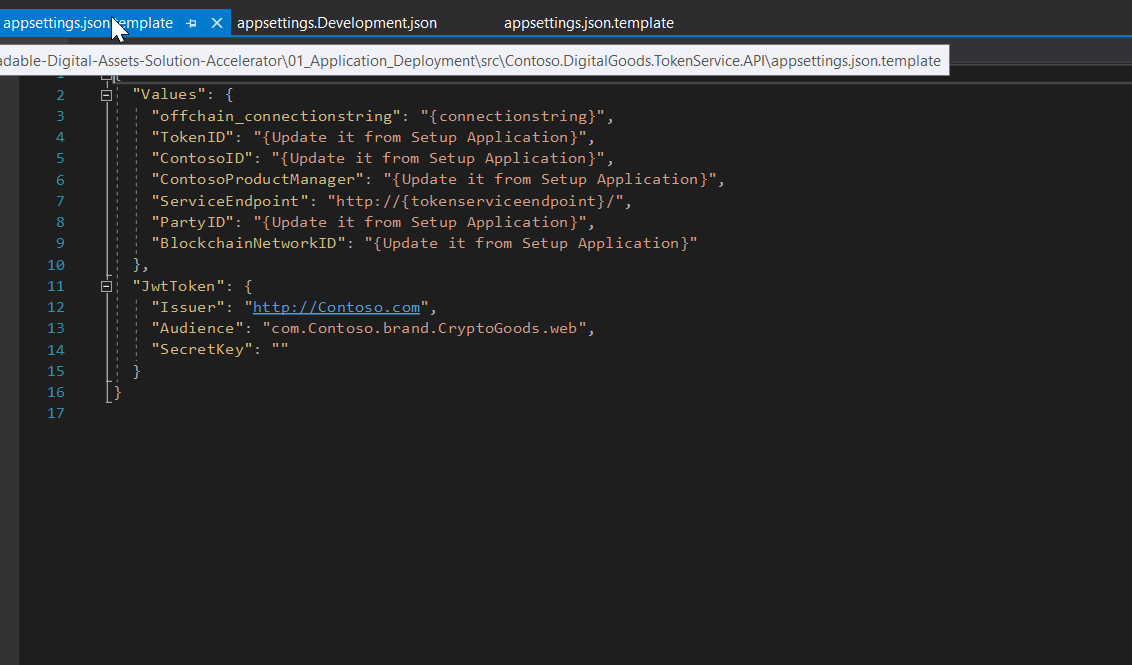 appsettings.json.template appsettings.Development.json appsettings.json.template
adable-Digital-Assets-Solution-Accelerator\01_Application_Deployment\src\Contoso.DigitalGoods.TokenService.API\appsettings.json.template
1 {
2 "Values": {
3 "offchain_connectionstring": "{connectionstring}",
4 "TokenID": "{Update it from Setup Application}",
5 "ContosoID": "{Update it from Setup Application}",
6 "ContosoProductManager": "{Update it from Setup Application}",
7 "ServiceEndpoint": "http://{tokenserviceendpoint}/",
8 "PartyID": "{Update it from Setup Application}",
9 "BlockchainNetworkID": "{Update it from Setup Application}"
10 },
11 "JwtToken": {
12 "Issuer": "http://Contoso.com",
13 "Audience": "com.Contoso.brand.CryptoGoods.web",
14 "SecretKey": ""
15 }
16 }
17